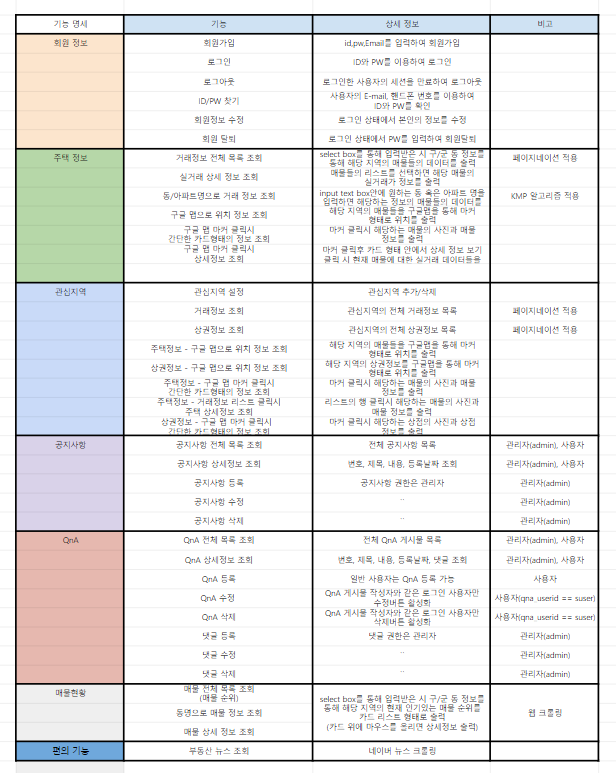 기능 명세 기능 상세 정보 비고
회원 정보 회원가입 id,pw,Email를 입력하여 회원가입
로그인 ID와 PW를 이용하여 로그인
로그아웃 로그인한 사용자의 세션을 만료하여 로그아웃
ID/PW 찾기 사용자의 E-mail, 핸드폰 번호를 이용하여
ID와 PW를 확인
회원정보 수정 로그인 상태에서 본인의 정보를 수정
회원 탈퇴 로그인 상태에서 PW를 입력하여 회원탈퇴
주택 정보 거래정보 전체 목록 조회 select box를 통해 입력받은 시 구/군 동 정보를
통해 해당 지역의 매물들의 데이터를 출력 페이지네이션 적용
실거래 상세 정보 조회 매물들의 리스트를 선택하면 해당 매물의
실거래가 정보를 출력
동/아파트명으로 거래 정보 조회 input text box안에 원하는 동 혹은 아파트 명을
입력하면 해당하는 정보의 매물들의 데이터를 KMP 알고리즘 적용
구글 맵으로 위치 정보 조회 해당 지역의 매물들을 구글맵을 통해 마커
형태로 위치를 출력
구글 맵 마커 클릭시
간단한 카드형태의 정보 조회 마커 클릭시 해당하는 매물의 사진과 매물
정보를 출력
구글 맵 마커 클릭시
상세정보 조회 마커 클릭후 카드 형태 안에서 상세 정보 보기
클릭 시 현재 매물에 대한 실거래 데이터들을
관심지역 관심지역 설정 관심지역 추가/삭제
거래정보 조회 관심지역의 전체 거래정보 목록 페이지네이션 적용
상권정보 조회 관심지역의 전체 상권정보 목록 페이지네이션 적용
주택정보 - 구글 맵으로 위치 정보 조회 해당 지역의 매물들을 구글맵을 통해 마커
형태로 위치를 출력
상권정보 - 구글 맵으로 위치 정보 조회 해당 지역의 상권정보를 구글맵을 통해 마커
형태로 위치를 출력
주택정보 - 구글 맵 마커 클릭시
간단한 카드형태의 정보 조회 마커 클릭시 해당하는 매물의 사진과 매물
정보를 출력
주택정보 - 거래정보 리스트 클릭시
주택 상세정보 조회 리스트의 행 클릭시 해당하는 매물의 사진과
매물 정보를 출력
상권정보 - 구글 맵 마커 클릭시
간단한 카드형태의 정보 조회 마커 클릭시 해당하는 상점의 사진과 상점
정보를 출력
공지사항 공지사항 전체 목록 조회 전체 공지사항 목록 관리자(admin), 사용자
공지사항 상세정보 조회 번호, 제목, 내용, 등록날짜 조회 관리자(admin), 사용자
공지사항 등록 공지사항 권한은 관리자 관리자(admin)
공지사항 수정 '' 관리자(admin)
공지사항 삭제 '' 관리자(admin)
QnA QnA 전체 목록 조회 전체 QnA 게시물 목록 관리자(admin), 사용자
QnA 상세정보 조회 번호, 제목, 내용, 등록날짜, 댓글 조회 관리자(admin), 사용자
QnA 등록 일반 사용자는 QnA 등록 가능 사용자
QnA 수정 QnA 게시물 작성자와 같은 로그인 사용자만
수정버튼 활성화 사용자(qna_userid == suser)
QnA 삭제 QnA 게시물 작성자와 같은 로그인 사용자만
삭제버튼 활성화 사용자(qna_userid == suser)
댓글 등록 댓글 권한은 관리자 관리자(admin)
댓글 수정 '' 관리자(admin)
댓글 삭제 '' 관리자(admin)
매물현황 매물 전체 목록 조회
(매물 순위)
동명으로 매물 정보 조회 select box를 통해 입력받은 시 구/군 동 정보를
통해 해당 지역의 현재 인기있는 매물 순위를
카드 리스트 형태로 출력
(카드 위에 마우스를 올리면 상세정보 출력) 웹 크롤링
매물 상세 정보 조회
편의 기능 부동산 뉴스 조회 네이버 뉴스 크롤링